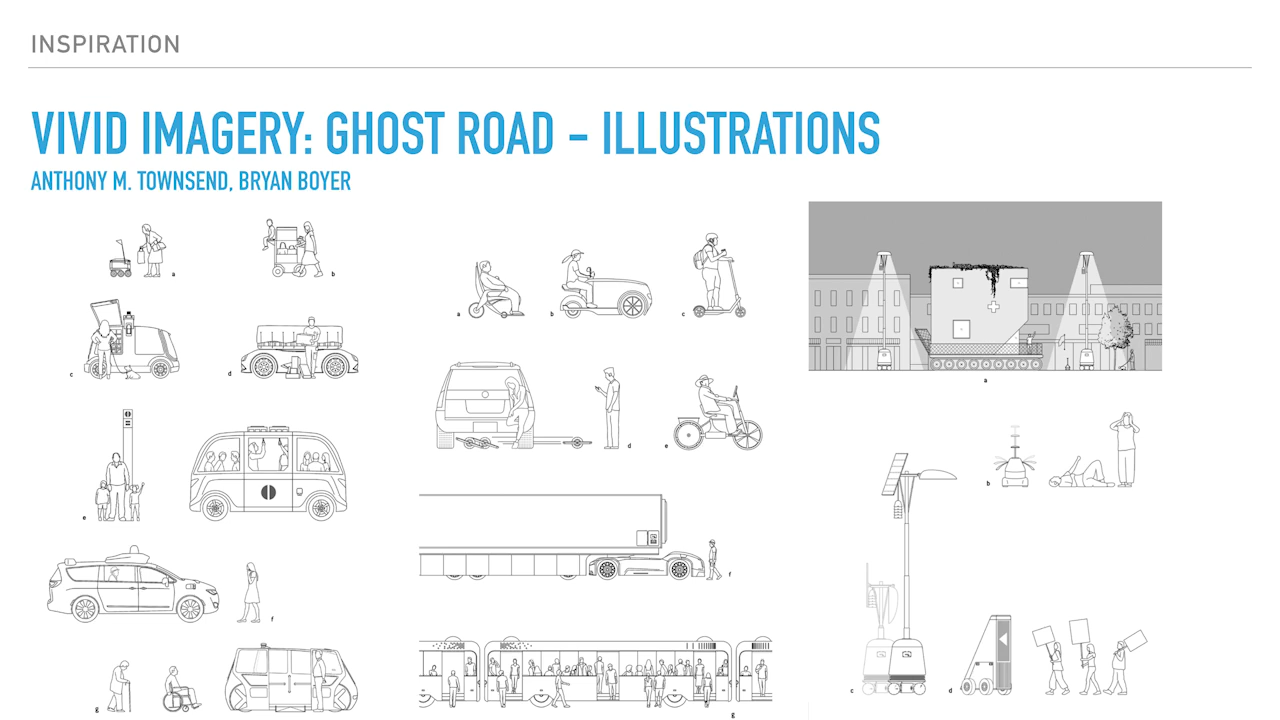 INSPIRATION
VIVID IMAGERY: GHOST ROAD – ILLUSTRATIONS
ANTHONY M. TOWNSEND, BRYAN BOYER
a
b
c
d
e
f
g
a
b
c
d
e
f
g
a
b
c
d